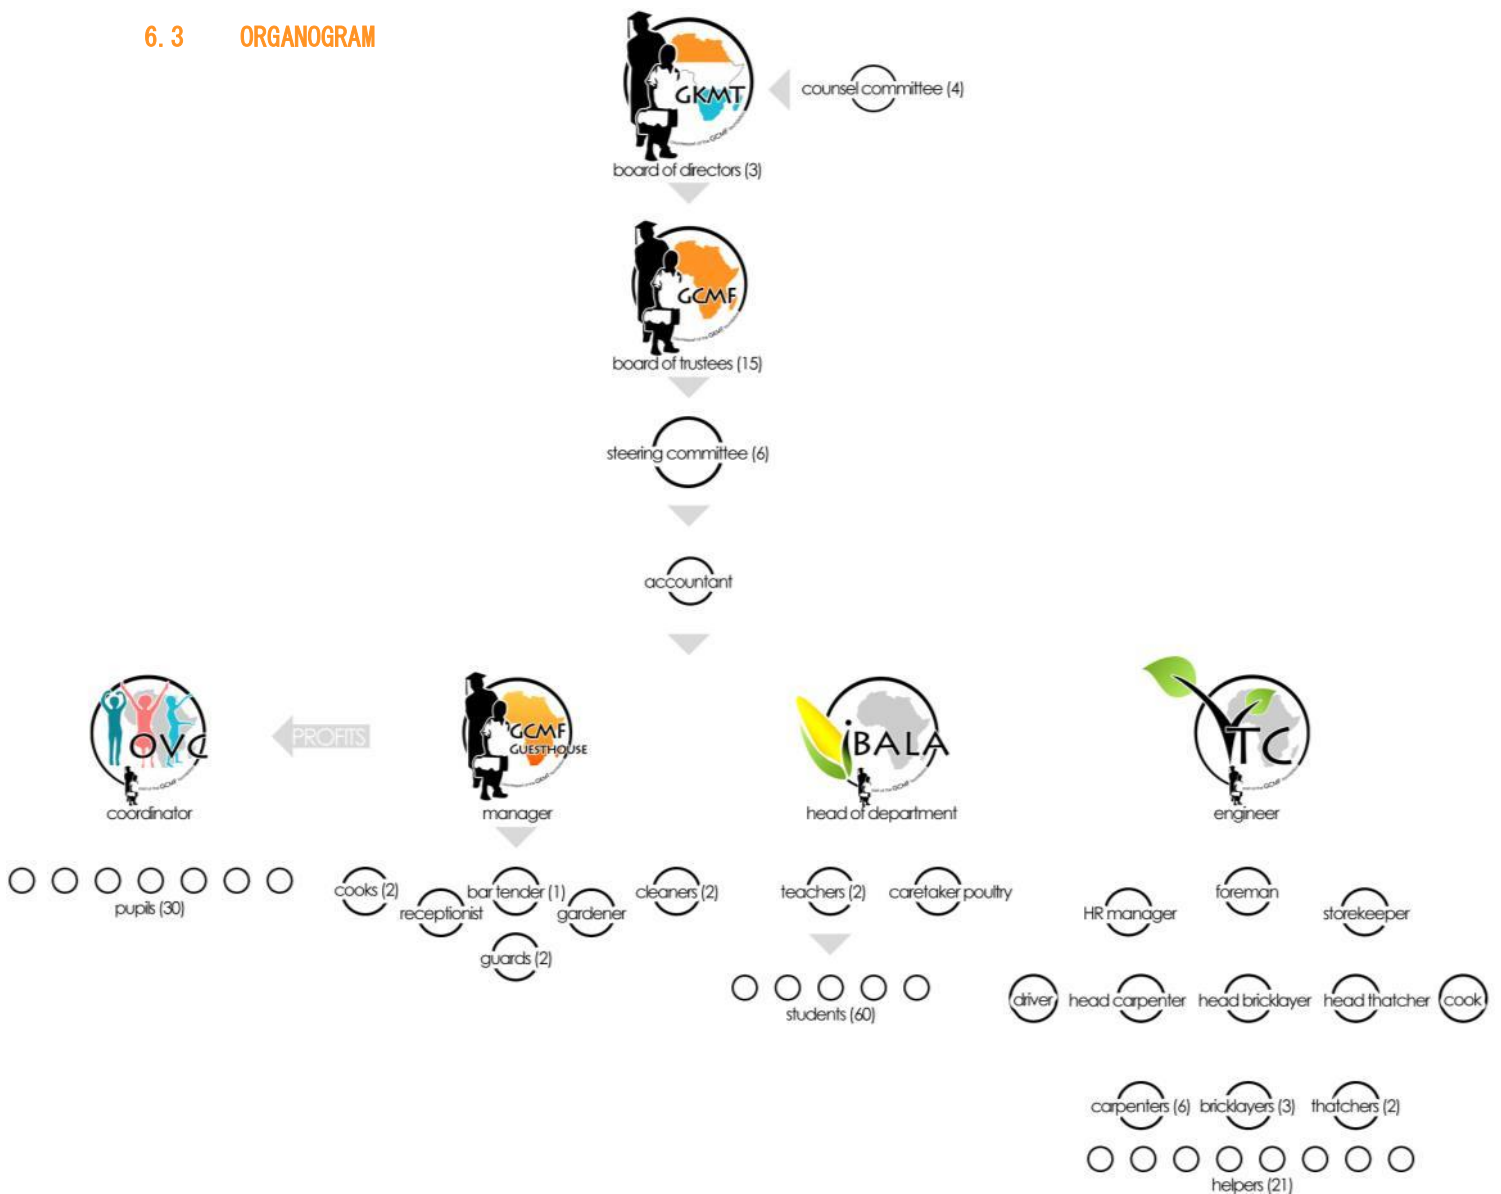 6.3 ORGANOGRAM
GKMT
counsel committee (4)
board of directors (3)
GCMF
board of trustees (15)
steering committee (6)
accountant
OVC
PROFITS
GCMF
GUESTHOUSE
iBALA
YTC
coordinator
manager
head of department
engineer
pupils (30)
cooks (2)
receptionist
bar tender (1)
gardener
cleaners (2)
guards (2)
teachers (2)
caretaker poultry
students (60)
HR manager
foreman
storekeeper
driver
head carpenter
head bricklayer
head thatcher
cook
carpenters (6)
bricklayers (3)
thatchers (2)
helpers (21)